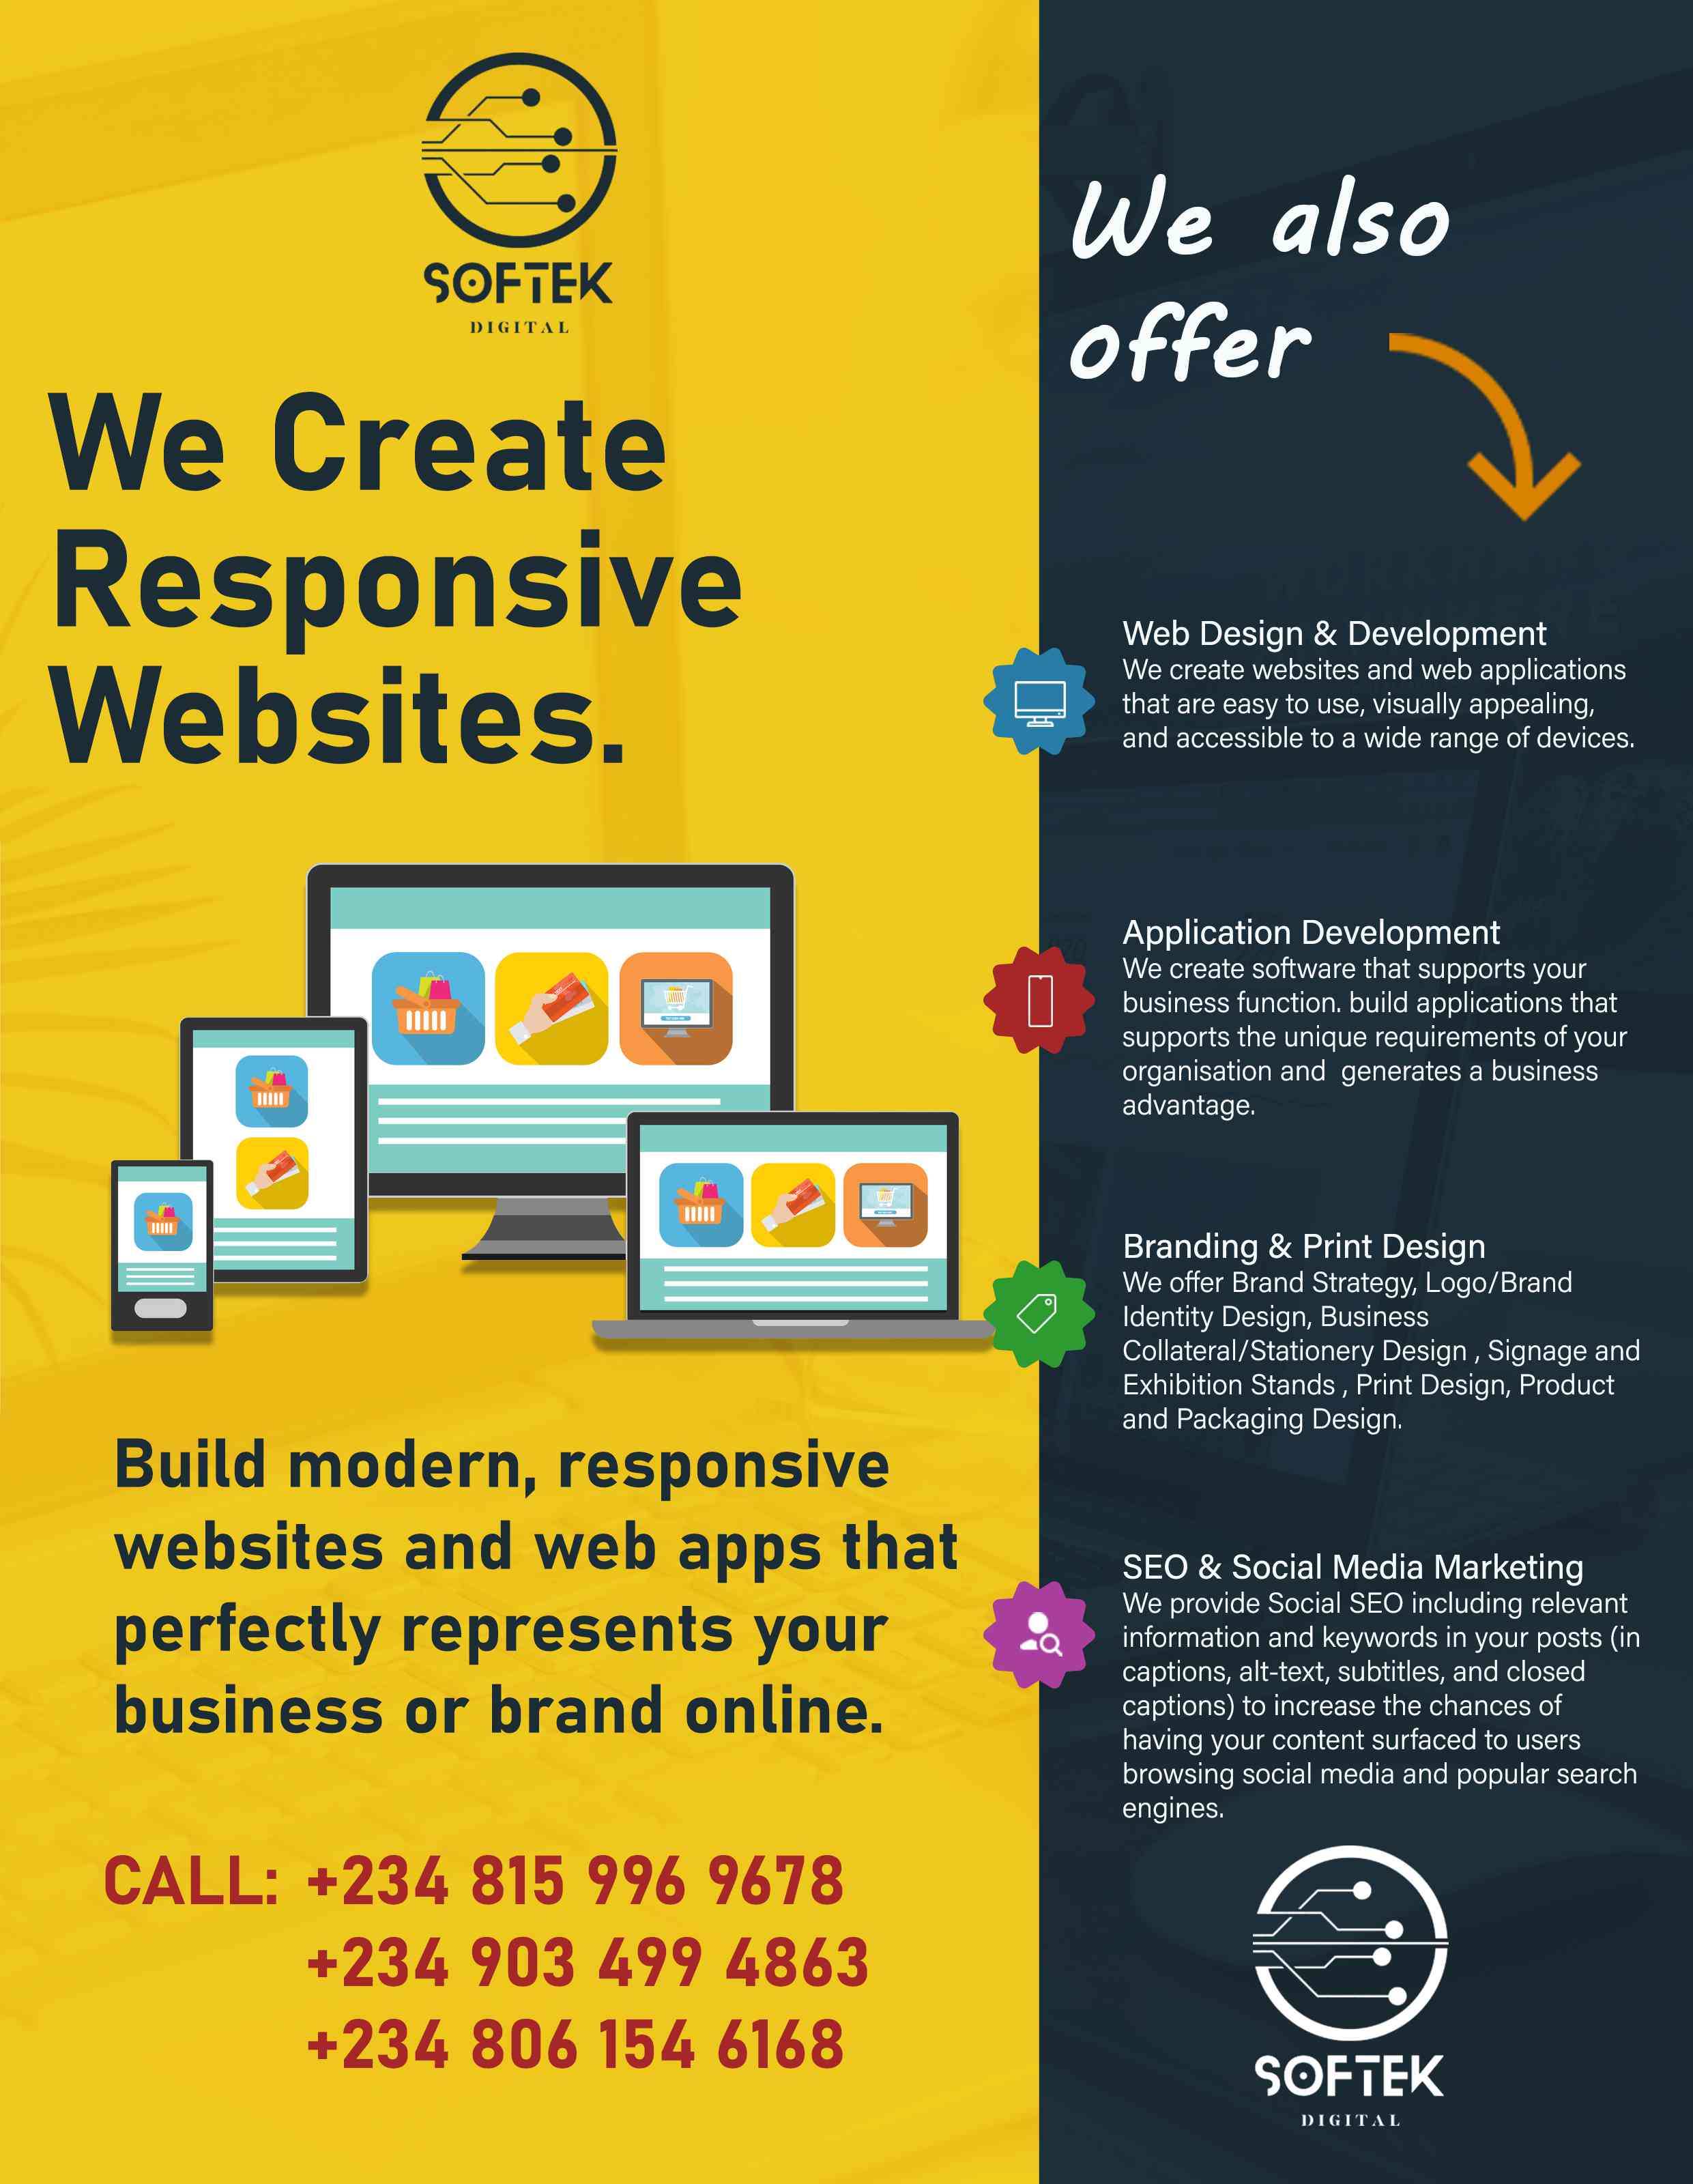 SOFTEK
DIGITAL
We Create
Responsive
Websites.
Build modern, responsive
websites and web apps that
perfectly represents your
business or brand online.
CALL: +234 815 996 9678
+234 903 499 4863
+234 806 154 6168
We also
offer
Web Design & Development
We create websites and web applications
that are easy to use, visually appealing,
and accessible to a wide range of devices.
Application Development
We create software that supports your
business function. build applications that
supports the unique requirements of your
organisation and  generates a business
advantage.
Branding & Print Design
We offer Brand Strategy, Logo/Brand
Identity Design, Business
Collateral/Stationery Design , Signage and
Exhibition Stands , Print Design, Product
and Packaging Design.
SEO & Social Media Marketing
We provide Social SEO including relevant
information and keywords in your posts (in
captions, alt-text, subtitles, and closed
captions) to increase the chances of
having your content surfaced to users
browsing social media and popular search
engines.
SOFTEK
DIGITAL